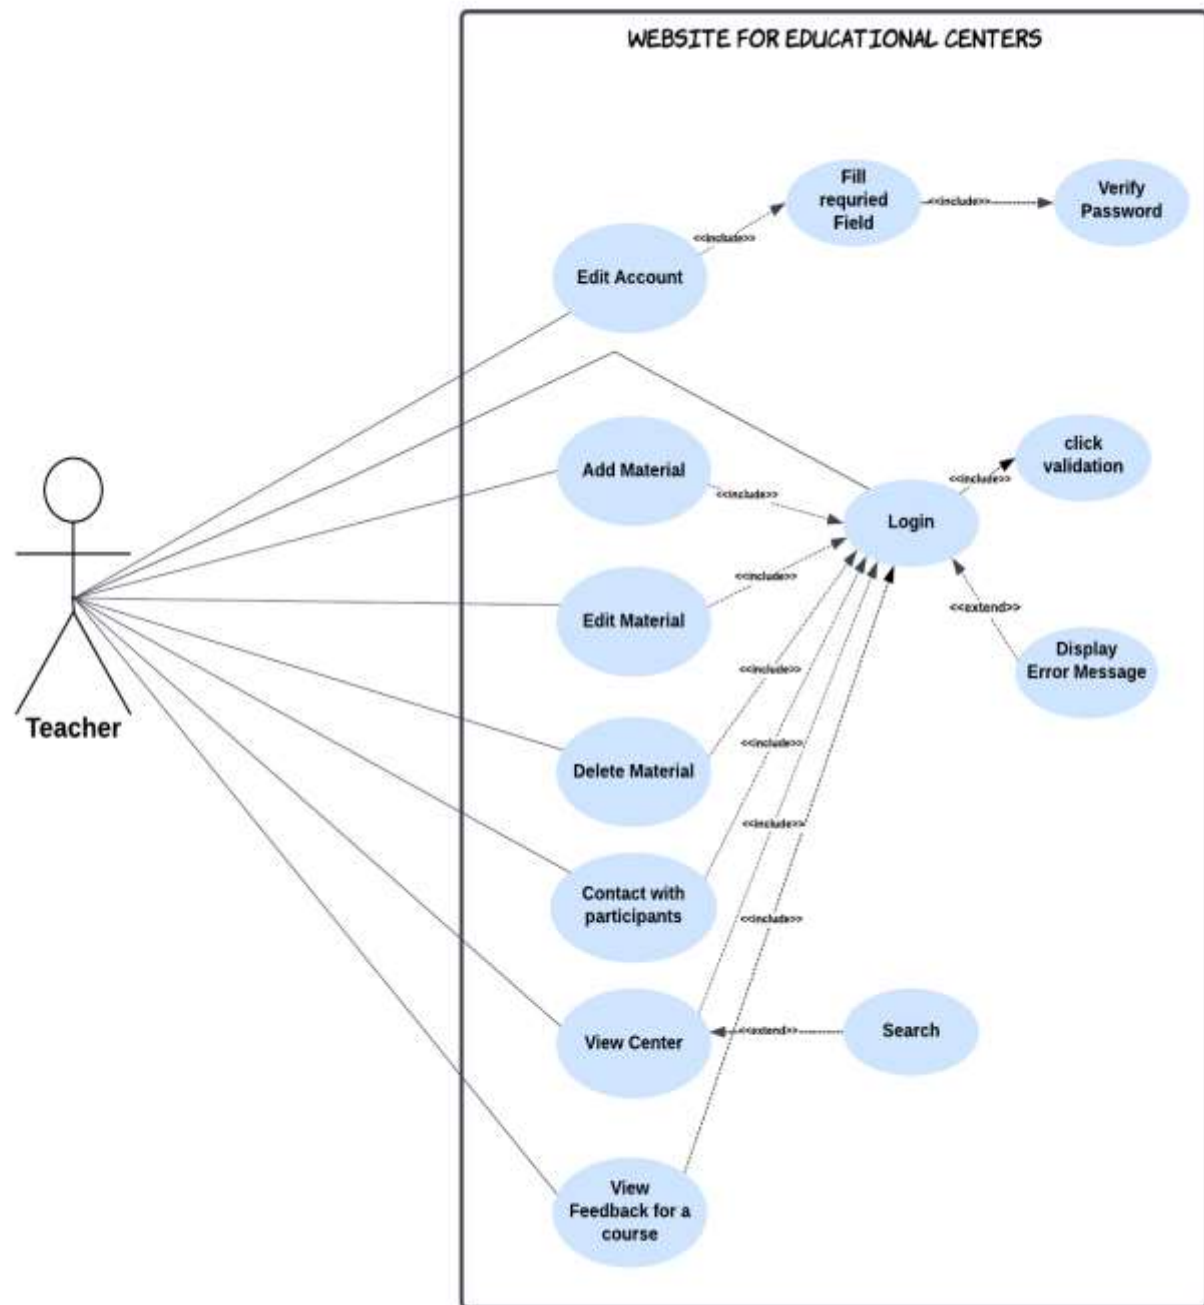 WEBSITE FOR EDUCATIONAL CENTERS
Fill
requried
Field
<<include>>
Verify
Password
<<include>>
Edit Account
Add Material
<<include>>
click
validation
<<include>>
Login
Edit Material
<<include>>
<<extend>>
Display
Error Message
Teacher
Delete Material
<<include>>
<<include>>
<<include>>
Contact with
participants
<<include>>
View Center
<<extend>>
Search
View
Feedback for a
course